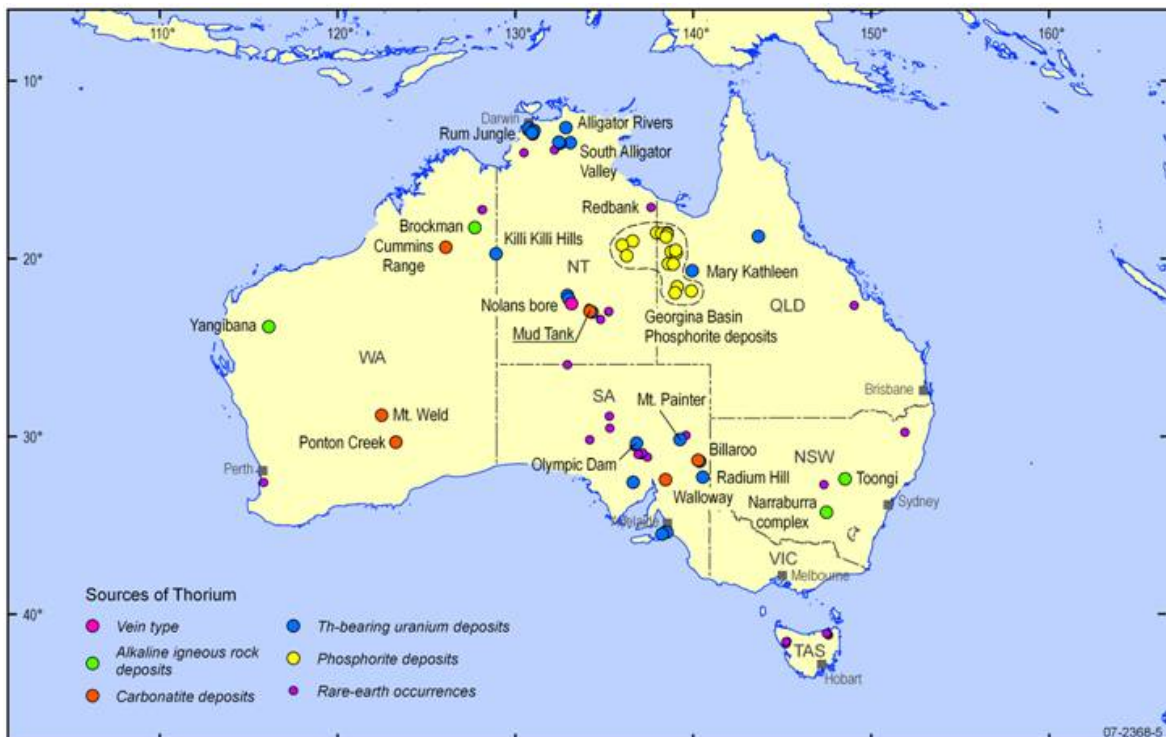 110°
120°
130°
140°
150°
160°
10°
20°
30°
40°
Darwin
Rum Jungle
Alligator Rivers
South Alligator
Valley
Redbank
Brockman
Cummins
Range
Killi Killi Hills
NT
Mary Kathleen
Nolans bore
QLD
Georgina Basin
Phosphorite deposits
Mud Tank
Yangibana
WA
Brisbane
SA
Mt. Painter
Mt. Weld
Ponton Creek
Billaroo
NSW
Olympic Dam
Perth
Radium Hill
Toongi
Walloway
Narraburra
complex
Sydney
delaide
VIC
Melbourne
TAS
Hobart
Sources of Thorium
Vein type
Alkaline igneous rock
deposits
Carbonatite deposits
Th-bearing uranium deposits
Phosphorite deposits
Rare-earth occurrences
07-2368-5